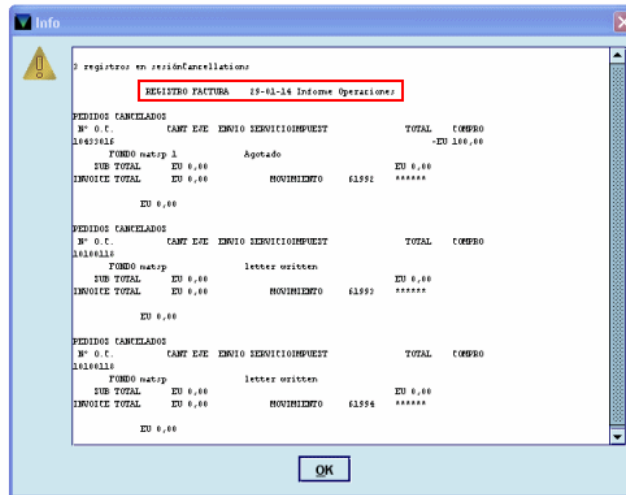 Info
3 registros en sesiónCancellations
REGISTRO FACTURA 29-01-14 Informe Operaciones
PEDIDOS CANCELADOS
Nº O.C. CANT EJE ENVIO SERVICIOIMPUEST TOTAL COMPRO
-EU 100,00
FONDO matsp 1 Agotado
SUB TOTAL EU 0,00 EU 0,00
INVOICE TOTAL EU 0,00 MOVIMIENTO 61992 ******
EU 0,00
PEDIDOS CANCELADOS
Nº O.C. CANT EJE ENVIO SERVICIOIMPUEST TOTAL COMPRO
FONDO matsp letter written
SUB TOTAL EU 0,00 EU 0,00
INVOICE TOTAL EU 0,00 MOVIMIENTO 61993 ******
EU 0,00
PEDIDOS CANCELADOS
Nº O.C. CANT EJE ENVIO SERVICIOIMPUEST TOTAL COMPRO
FONDO matsp letter written
SUB TOTAL EU 0,00 EU 0,00
INVOICE TOTAL EU 0,00 MOVIMIENTO 61994 ******
EU 0,00
OK